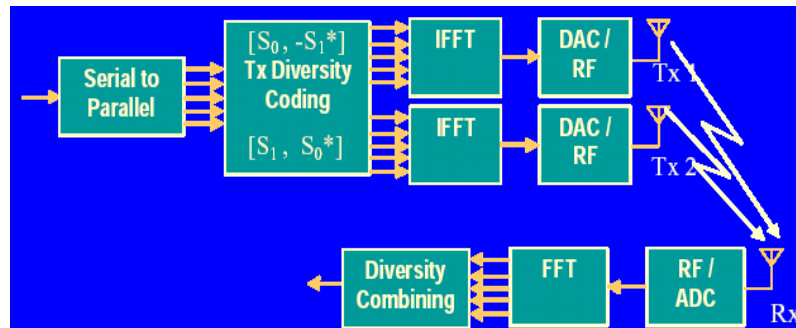 Serial to
Parallel
[S₀, -S₁*]
Tx Diversity
Coding
[S₁, S₀*]
IFFT
DAC /
RF
Tx 1
IFFT
DAC /
RF
Tx 2
Diversity
Combining
FFT
RF /
ADC
Rx